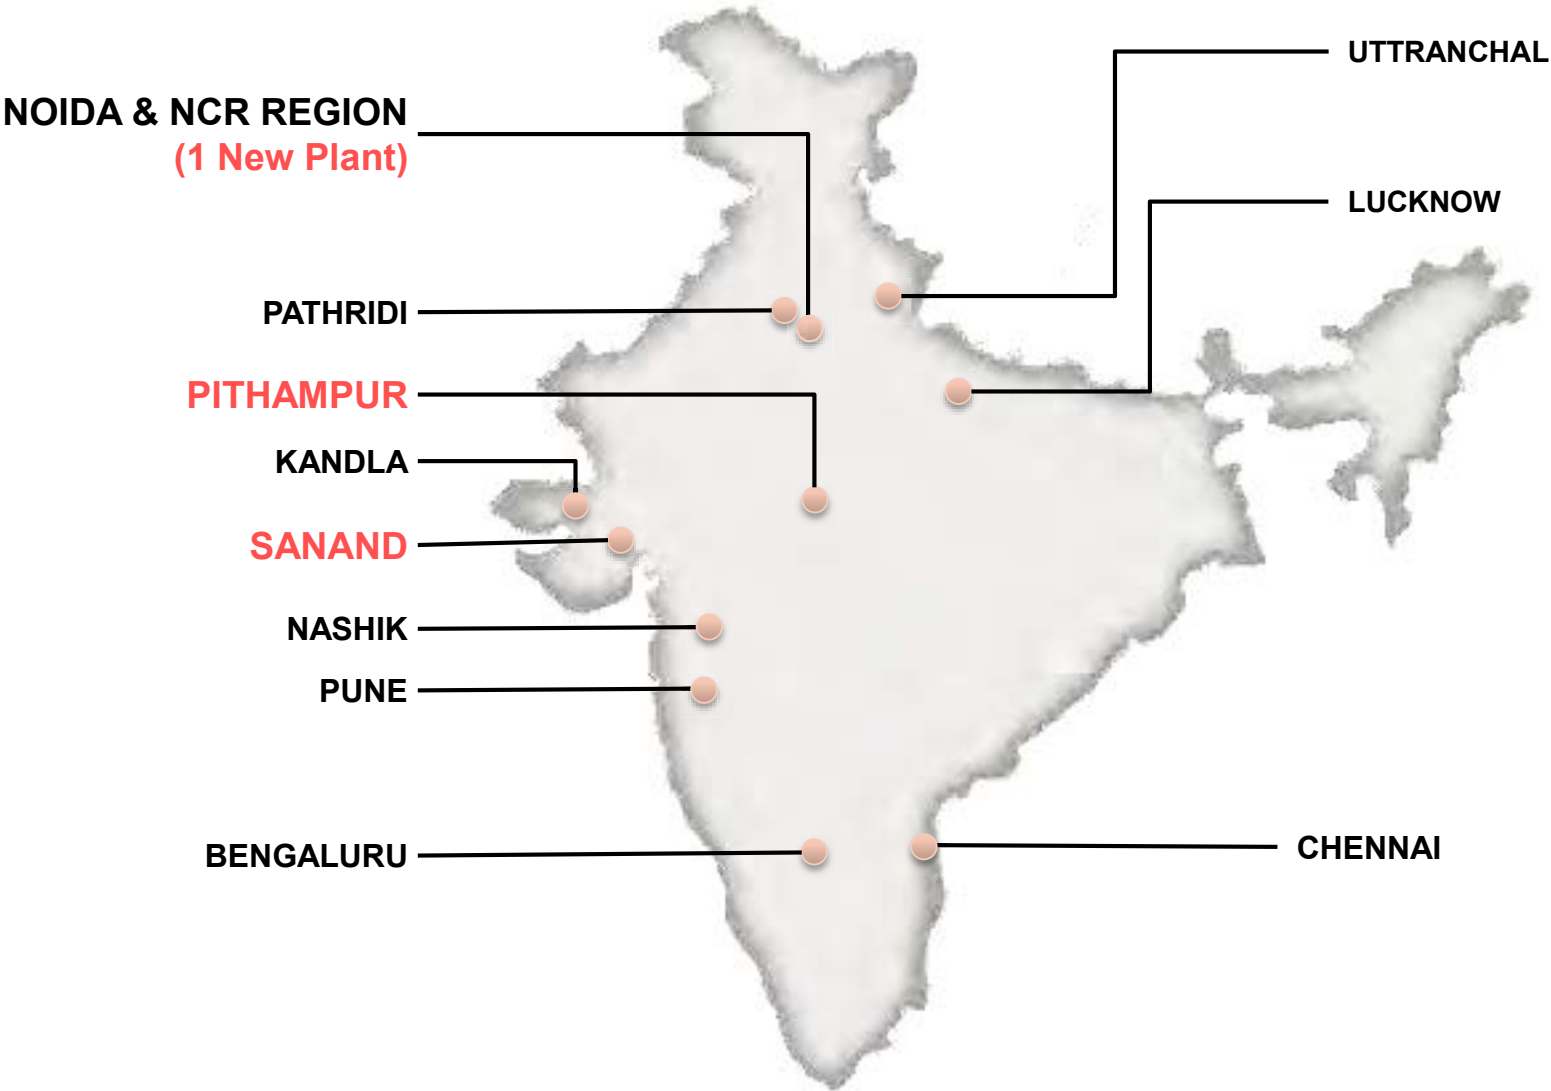 NOIDA & NCR REGION
(1 New Plant)
PATHRIDI
PITHAMPUR
KANDLA
SANAND
NASHIK
PUNE
BENGALURU
UTTRANCHAL
LUCKNOW
CHENNAI